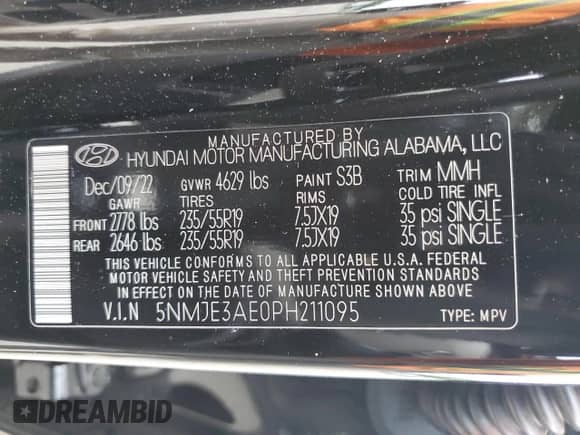 MANUFACTURED BY
HYUNDAI MOTOR MANUFACTURING ALABAMA, LLC
Dec/09/22 GVWR 4629 lbs PAINT S3B TRIM MMH
GAWR TIRES RIMS COLD TIRE INFL
FRONT 2778 lbs 235/55R19 7.5JX19 35 psi SINGLE
REAR 2646 lbs 235/55R19 7.5JX19 35 psi SINGLE
THIS VEHICLE CONFORMS TO ALL APPLICABLE U.S.A. FEDERAL
MOTOR VEHICLE SAFETY AND THEFT PREVENTION STANDARDS
IN EFFECT ON THE DATE OF MANUFACTURE SHOWN ABOVE.
V.I.N 5NMJE3AE0PH211095 TYPE: MPV
DREAMBID